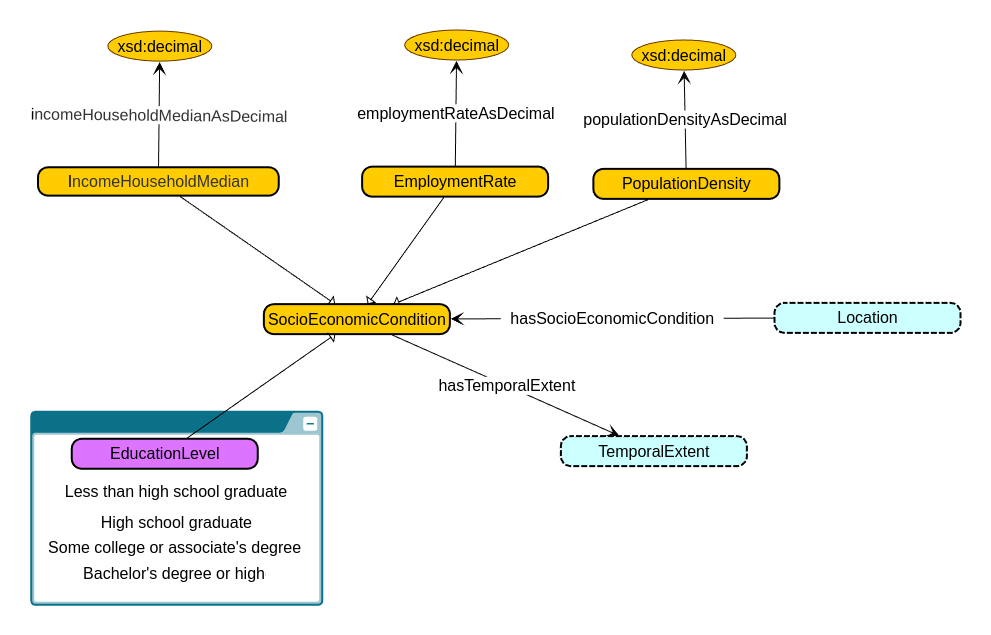 xsd:decimal
xsd:decimal
xsd:decimal
incomeHouseholdMedianAsDecimal
employmentRateAsDecimal
populationDensityAsDecimal
IncomeHouseholdMedian
EmploymentRate
PopulationDensity
SocioEconomicCondition
hasSocioEconomicCondition
Location
hasTemporalExtent
TemporalExtent
EducationLevel
Less than high school graduate
High school graduate
Some college or associate's degree
Bachelor's degree or high